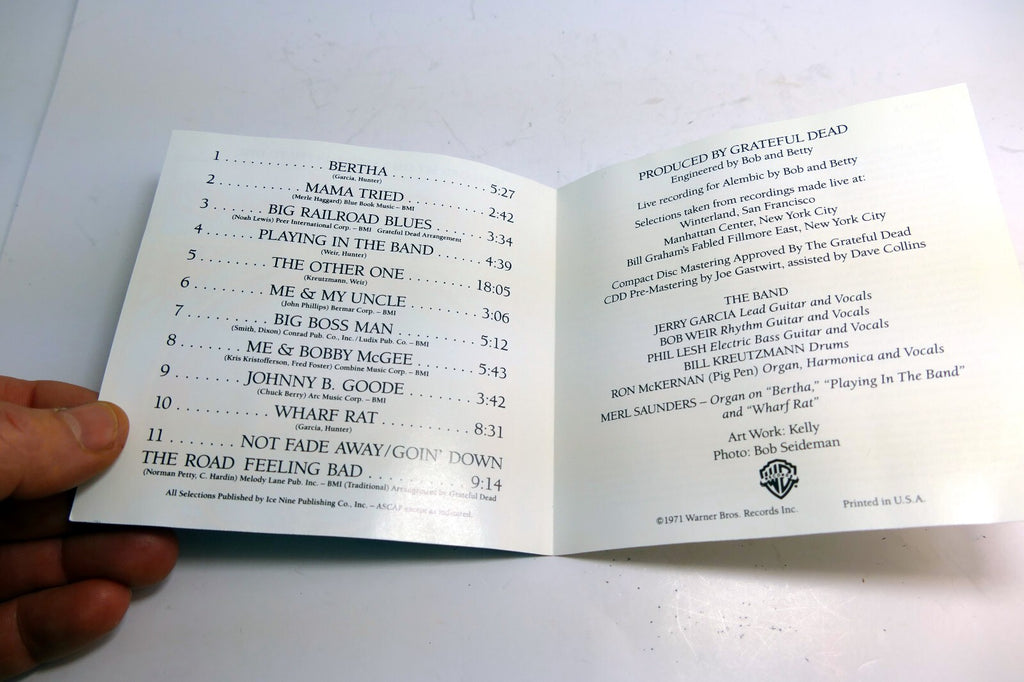 1 . . . . . . . . . . . . . BERTHA . . . . . . . . . . . . 5:27
(Garcia, Hunter)
2 . . . . . . . . . . MAMA TRIED . . . . . . . . . 2:42
(Merle Haggard) Blue Book Music – BMI
3 . . . . . . BIG RAILROAD BLUES . . . . . . 3:34
(Noah Lewis) Peer International Corp. – BMI Grateful Dead Arrangement
4 . . . . . . PLAYING IN THE BAND . . . . . 4:39
(Weir, Hunter)
5 . . . . . . . . THE OTHER ONE . . . . . . . . 18:05
(Kreutzmann, Weir)
6 . . . . . . . . ME & MY UNCLE . . . . . . . . 3:06
(John Phillips) Bermar Corp. – BMI
7 . . . . . . . . . BIG BOSS MAN . . . . . . . . . 5:12
(Smith, Dixon) Conrad Pub. Co., Inc./Ludix Pub. Co. – BMI
8 . . . . . . . ME & BOBBY McGEE . . . . . . . 5:43
(Kris Kristofferson, Fred Foster) Combine Music Corp. – BMI
9 . . . . . . . JOHNNY B. GOODE . . . . . . . 3:42
(Chuck Berry) Arc Music Corp. – BMI
10 . . . . . . . . . . WHARF RAT . . . . . . . . . . 8:31
(Garcia, Hunter)
11 . . . . . . . NOT FADE AWAY/GOIN' DOWN
THE ROAD FEELING BAD . . . . . . . . . . 9:14
(Norman Petty, C. Hardin) Melody Lane Pub. Inc. – BMI (Traditional) Arrangement by Grateful Dead
All Selections Published by Ice Nine Publishing Co., Inc. – ASCAP except as indicated.
PRODUCED BY GRATEFUL DEAD
Engineered by Bob and Betty
Live recording for Alembic by Bob and Betty
Selections taken from recordings made live at:
Winterland, San Francisco
Manhattan Center, New York City
Bill Graham's Fabled Fillmore East, New York City
Compact Disc Mastering Approved By The Grateful Dead
CDD Pre-Mastering by Joe Gastwirt, assisted by Dave Collins
THE BAND
JERRY GARCIA Lead Guitar and Vocals
BOB WEIR Rhythm Guitar and Vocals
PHIL LESH Electric Bass Guitar and Vocals
BILL KREUTZMANN Drums
RON McKERNAN (Pig Pen) Organ, Harmonica and Vocals
MERL SAUNDERS – Organ on "Bertha," "Playing In The Band"
and "Wharf Rat"
Art Work: Kelly
Photo: Bob Seideman
©1971 Warner Bros. Records Inc.
Printed in U.S.A.